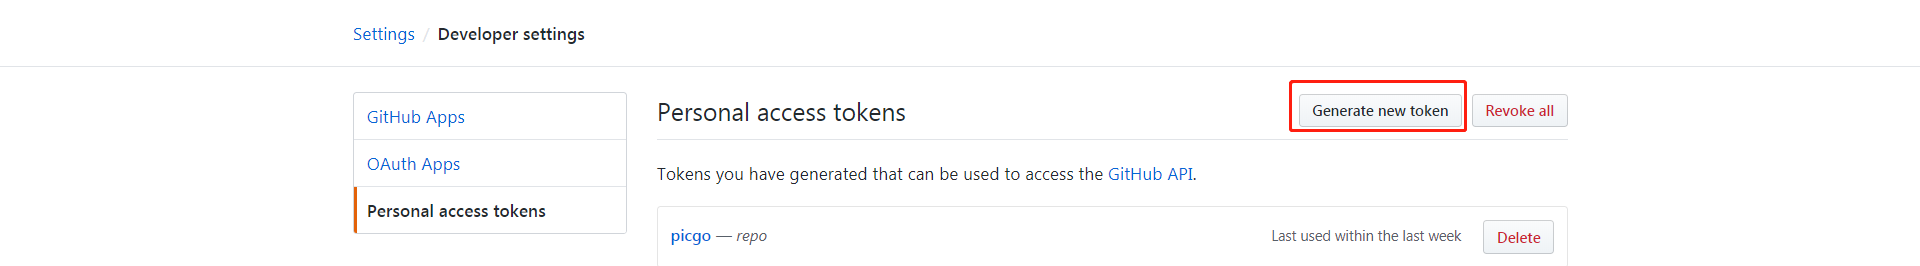 Settings / Developer settings
GitHub Apps
OAuth Apps
Personal access tokens
Personal access tokens
Generate new token
Revoke all
Tokens you have generated that can be used to access the GitHub API.
picgo — repo
Last used within the last week
Delete